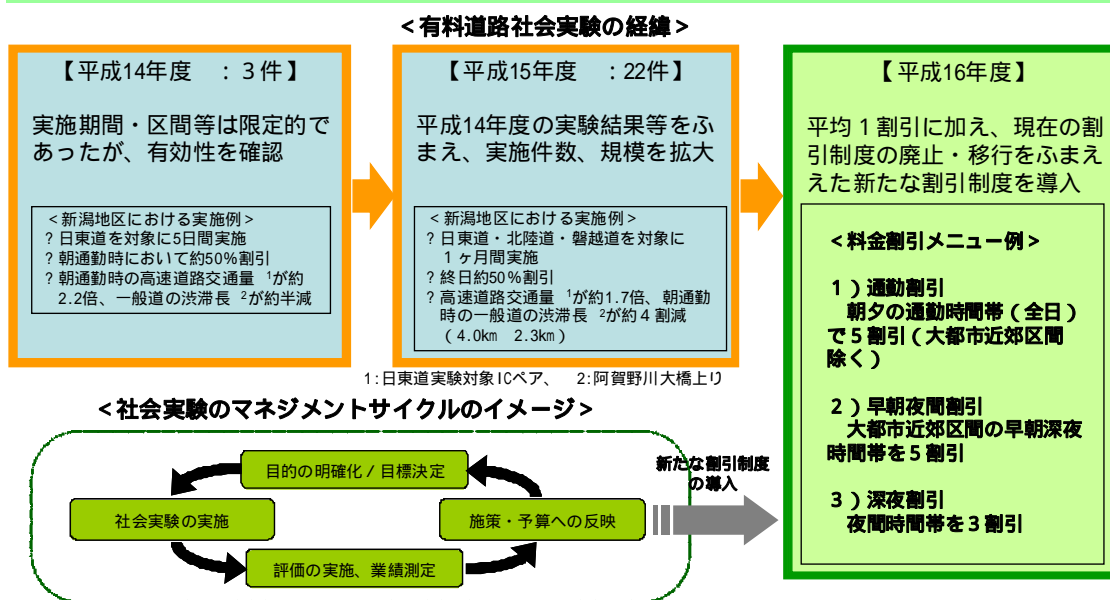 ＜有料道路社会実験の経緯＞
【平成14年度　：３件】
実施期間・区間等は限定的で
あったが、有効性を確認
＜新潟地区における実施例＞
? 日東道を対象に5日間実施
? 朝通勤時において約50％割引
? 朝通勤時の高速道路交通量 1が約
2.2倍、一般道の渋滞長 2が約半減
【平成15年度　：22件】
平成14年度の実験結果等をふ
まえ、実施件数、規模を拡大
＜新潟地区における実施例＞
? 日東道・北陸道・磐越道を対象に
１ヶ月間実施
? 終日約50％割引
? 高速道路交通量 1が約1.7倍、朝通勤
時の一般道の渋滞長 2が約４割減
（4.0km　2.3km）
1:日東道実験対象ICペア、　2:阿賀野川大橋上り
【平成16年度】
平均１割引に加え、現在の割
引制度の廃止・移行をふまえ
えた新たな割引制度を導入
＜料金割引メニュー例＞
１）通勤割引
朝夕の通勤時間帯（全日）
で５割引（大都市近郊区間
除く）
２）早朝夜間割引
大都市近郊区間の早朝深夜
時間帯を５割引
３）深夜割引
夜間時間帯を３割引
＜社会実験のマネジメントサイクルのイメージ＞
目的の明確化／目標決定
社会実験の実施
施策・予算への反映
評価の実施、業績測定
新たな割引制度
の導入